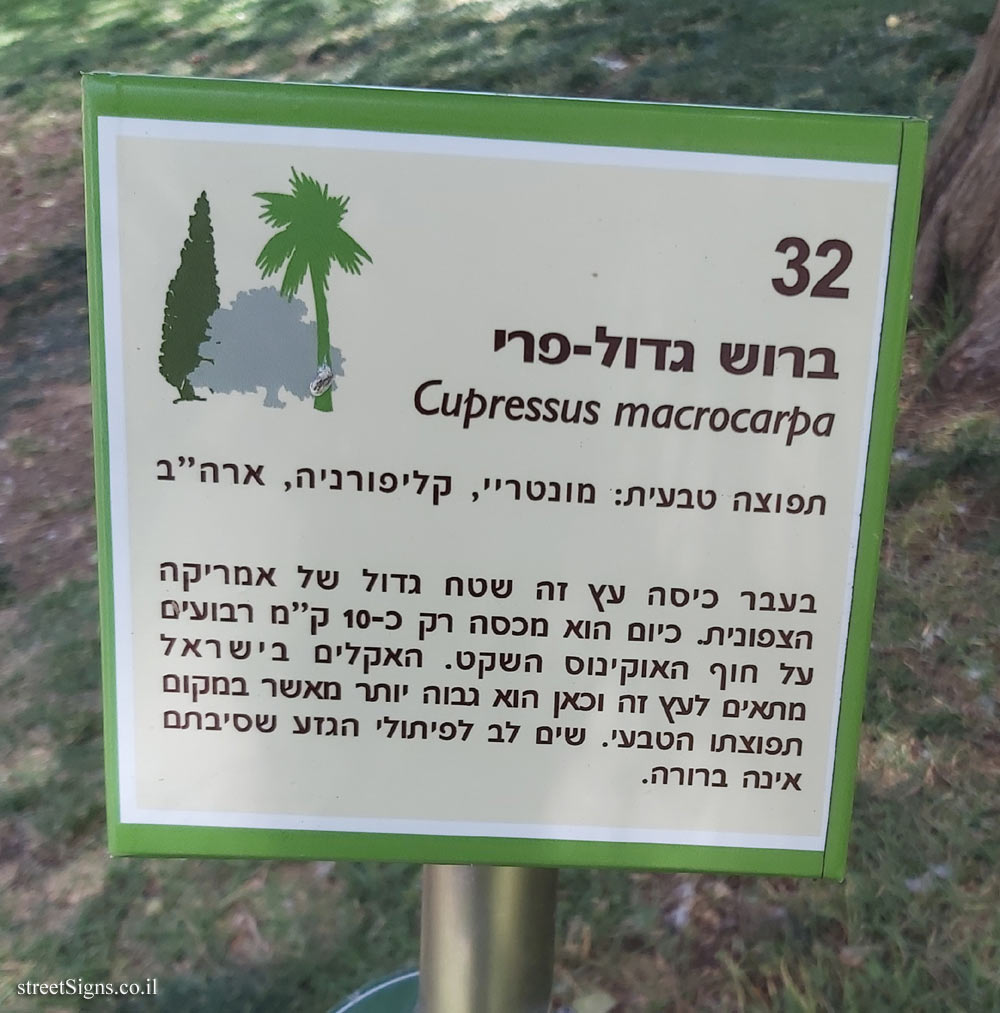 32
ברוש גדול-פרי
Cupressus macrocarpa
תפוצה טבעית: מונטריי, קליפורניה, ארה"ב
בעבר כיסה עץ זה שטח גדול של אמריקה
הצפונית. כיום הוא מכסה רק כ-10 ק"מ רבועים
על חוף האוקינוס השקט. האקלים בישראל
מתאים לעץ זה וכאן הוא גבוה יותר מאשר במקום
תפוצתו הטבעי. שים לב לפיתולי הגזע שסיבתם
אינה ברורה.
streetSigns.co.il